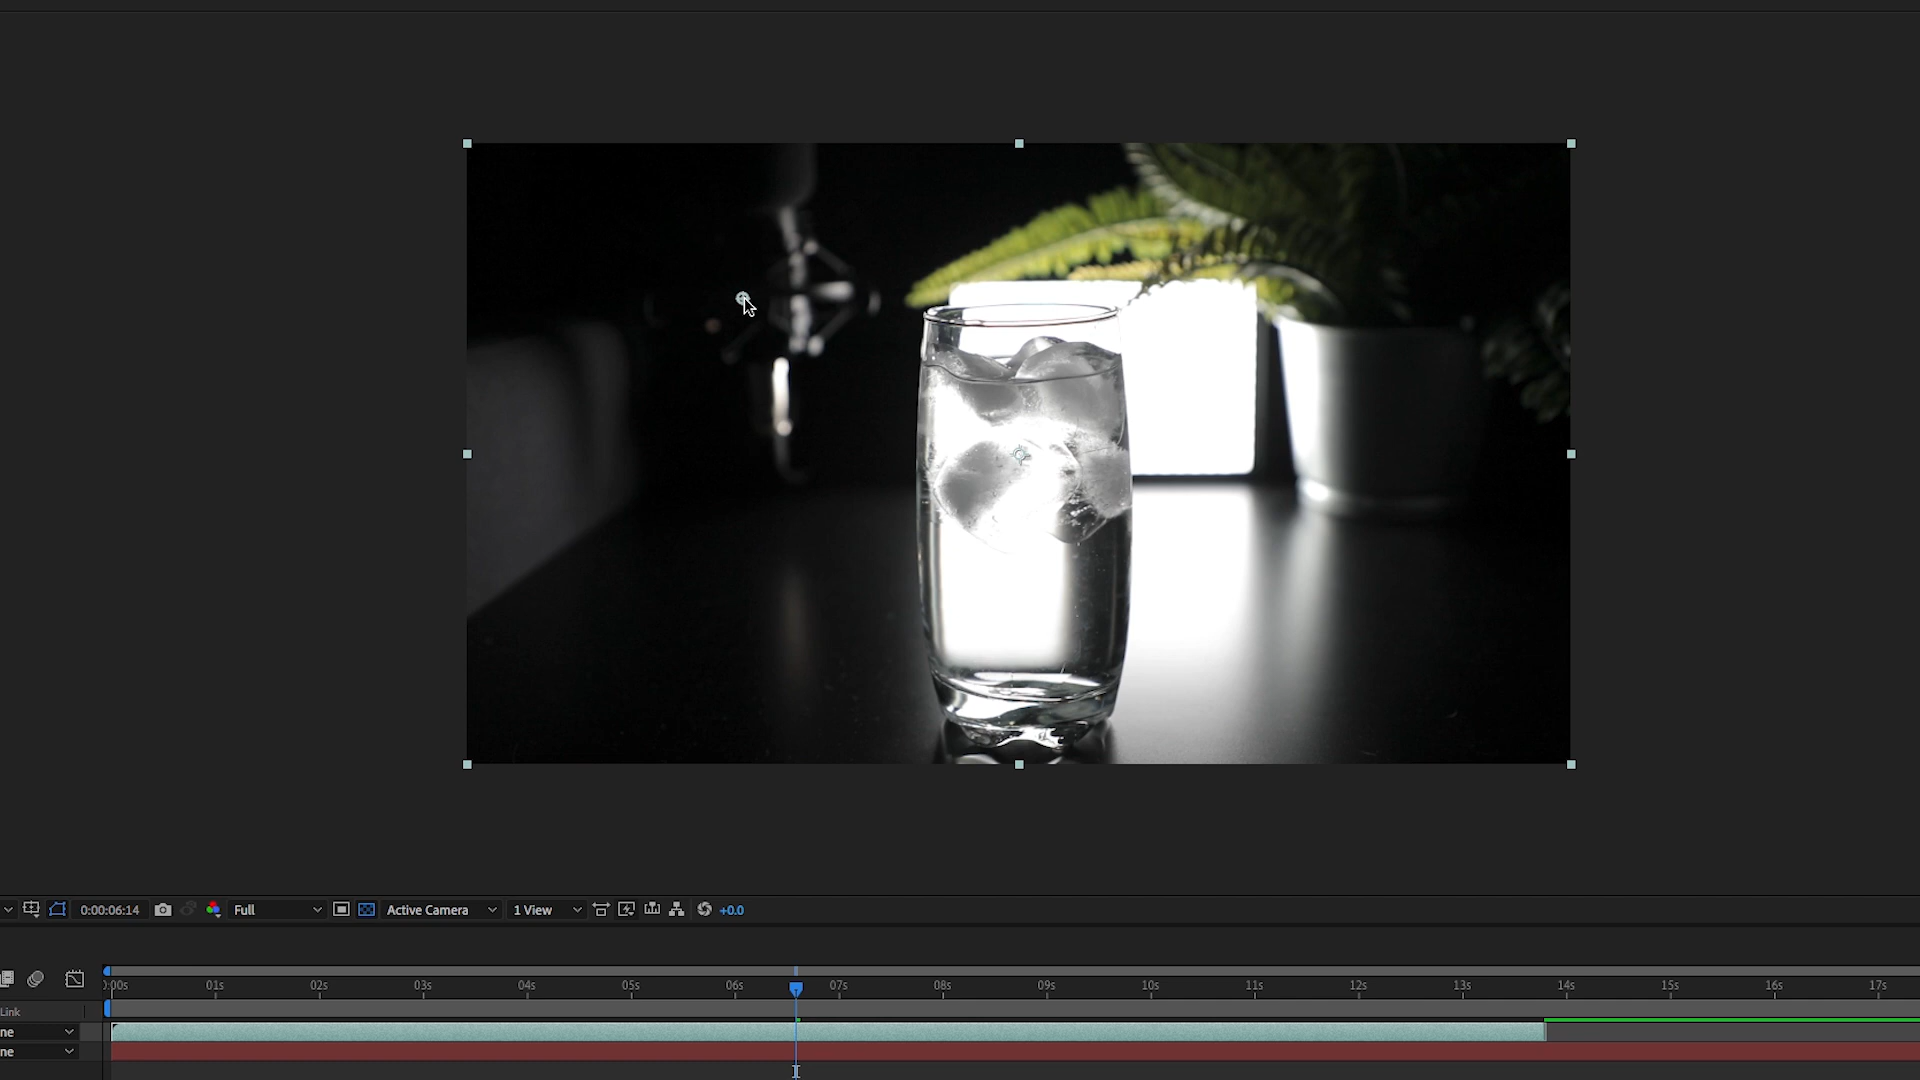 0:00:06:14 Full Active Camera 1 View +0.0
0:00s 01s 02s 03s 04s 05s 06s 07s 08s 09s 10s 11s 12s 13s 14s 15s 16s 17s
Link
ne
ne